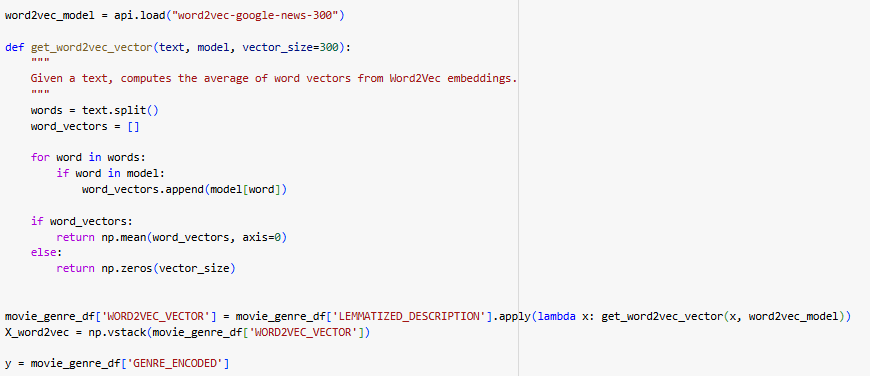 word2vec_model = api.load("word2vec-google-news-300")
def get_word2vec_vector(text, model, vector_size=300):
    """
    Given a text, computes the average of word vectors from Word2Vec embeddings.
    """
    words = text.split()
    word_vectors = []
    for word in words:
        if word in model:
            word_vectors.append(model[word])
    if word_vectors:
        return np.mean(word_vectors, axis=0)
    else:
        return np.zeros(vector_size)
movie_genre_df['WORD2VEC_VECTOR'] = movie_genre_df['LEMMATIZED_DESCRIPTION'].apply(lambda x: get_word2vec_vector(x, word2vec_model))
X_word2vec = np.vstack(movie_genre_df['WORD2VEC_VECTOR'])
y = movie_genre_df['GENRE_ENCODED']